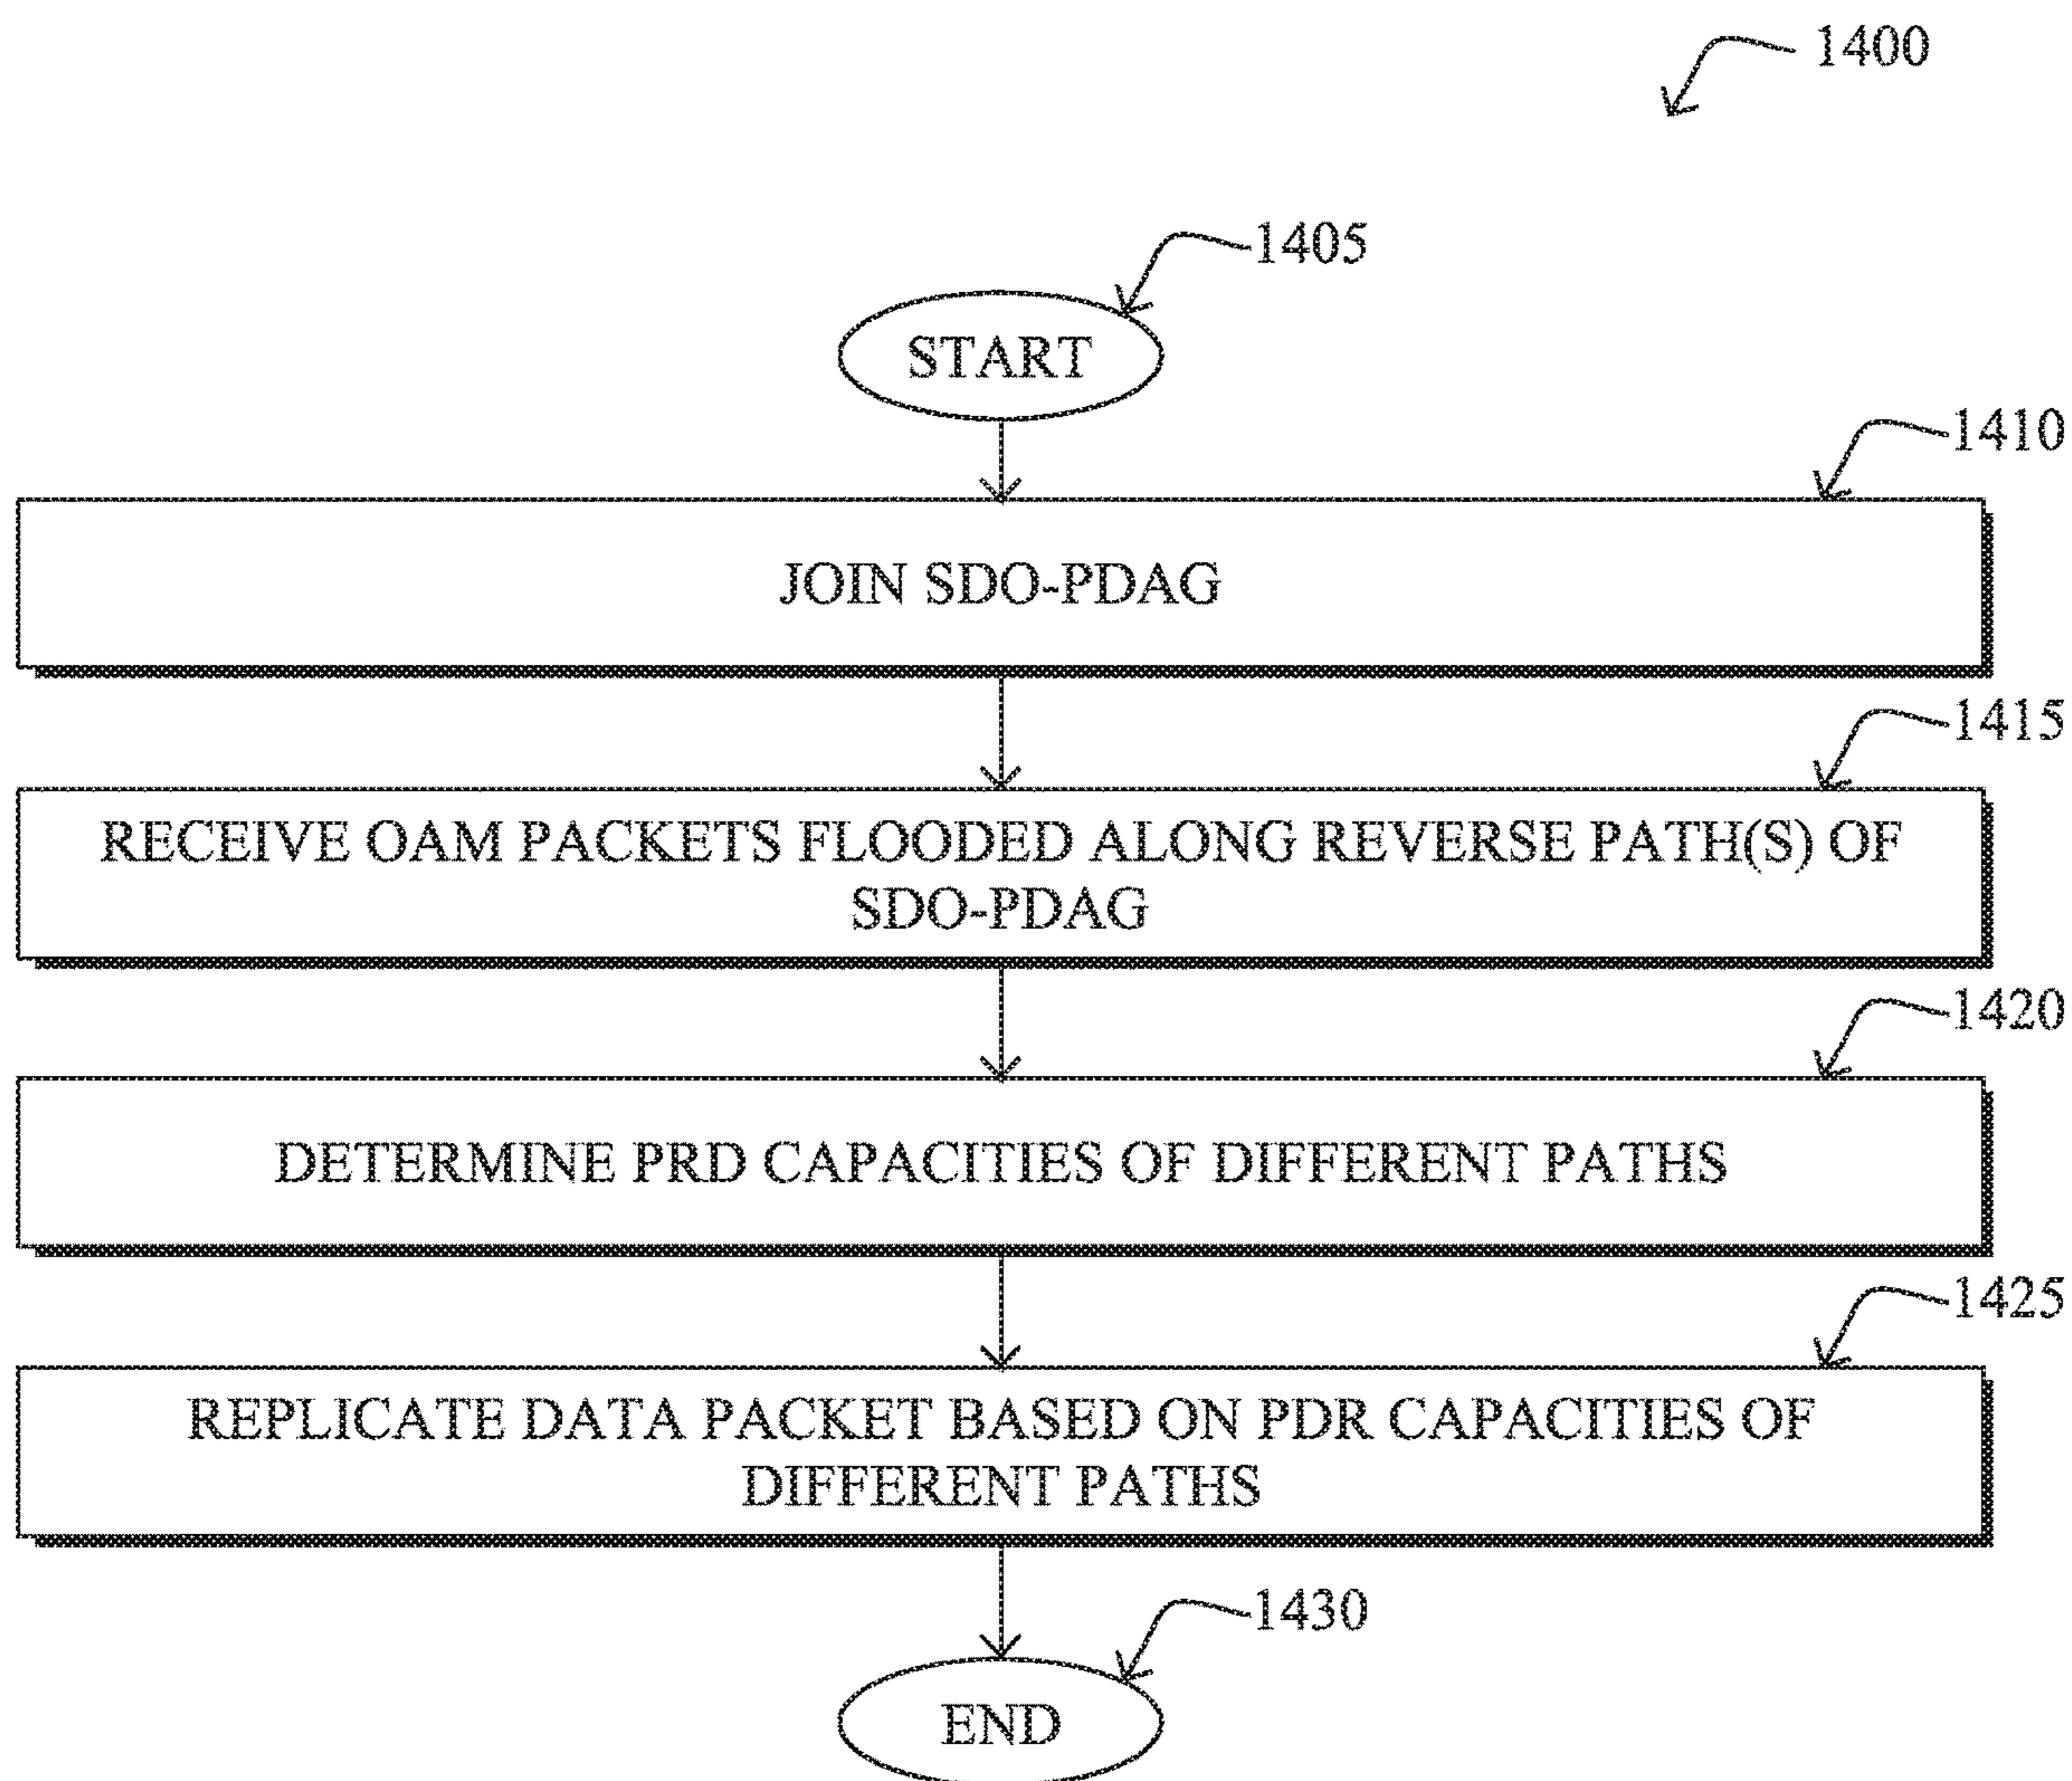 1400
1405
START
1410
JOIN SDO-PDAG
1415
RECEIVE OAM PACKETS FLOODED ALONG REVERSE PATH(S) OF
SDO-PDAG
1420
DETERMINE PRD CAPACITIES OF DIFFERENT PATHS
1425
REPLICATE DATA PACKET BASED ON PDR CAPACITIES OF
DIFFERENT PATHS
1430
END